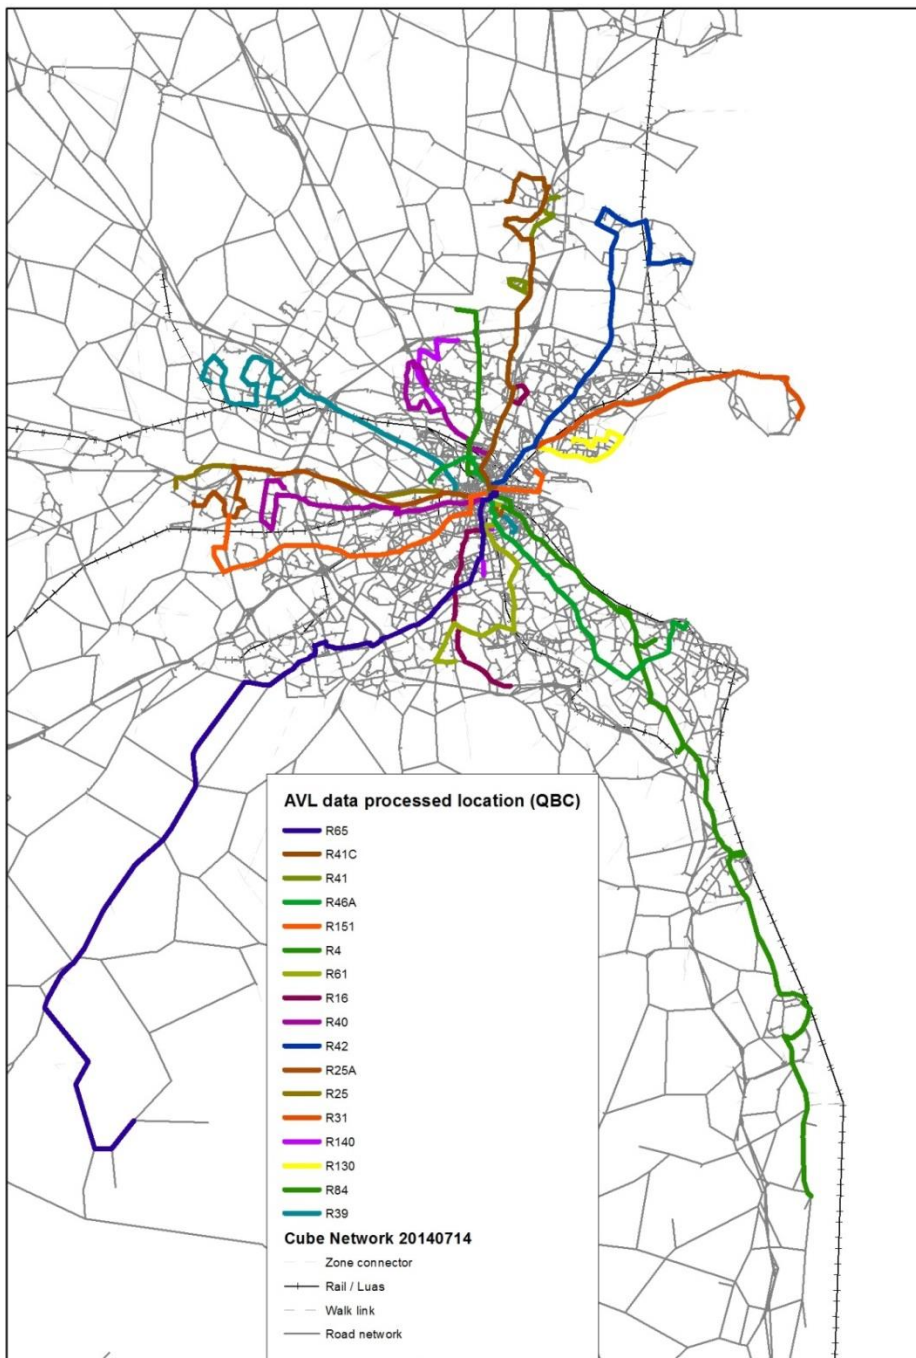 AVL data processed location (QBC)
R65
R41C
R41
R46A
R151
R4
R61
R16
R40
R42
R25A
R25
R31
R140
R130
R84
R39
Cube Network 20140714
Zone connector
Rail / Luas
Walk link
Road network